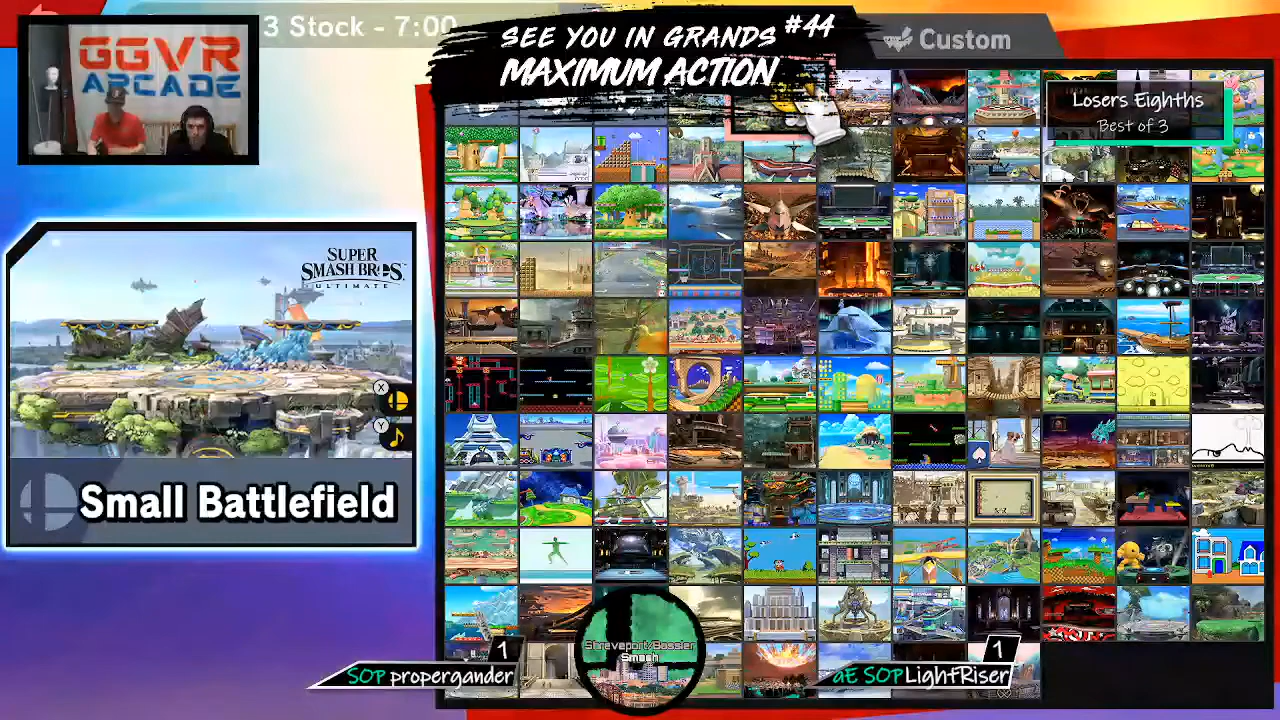 3 Stock - 7:00
SEE YOU IN GRANDS #44
MAXIMUM ACTION
Custom
GGVR
ARCADE
Losers Eighths
Best of 3
SUPER
SMASH BROS.
ULTIMATE
X
Y
Small Battlefield
Shreveport/Bossier
Smash
1
SOP propergander
1
aE SOP LightRiser